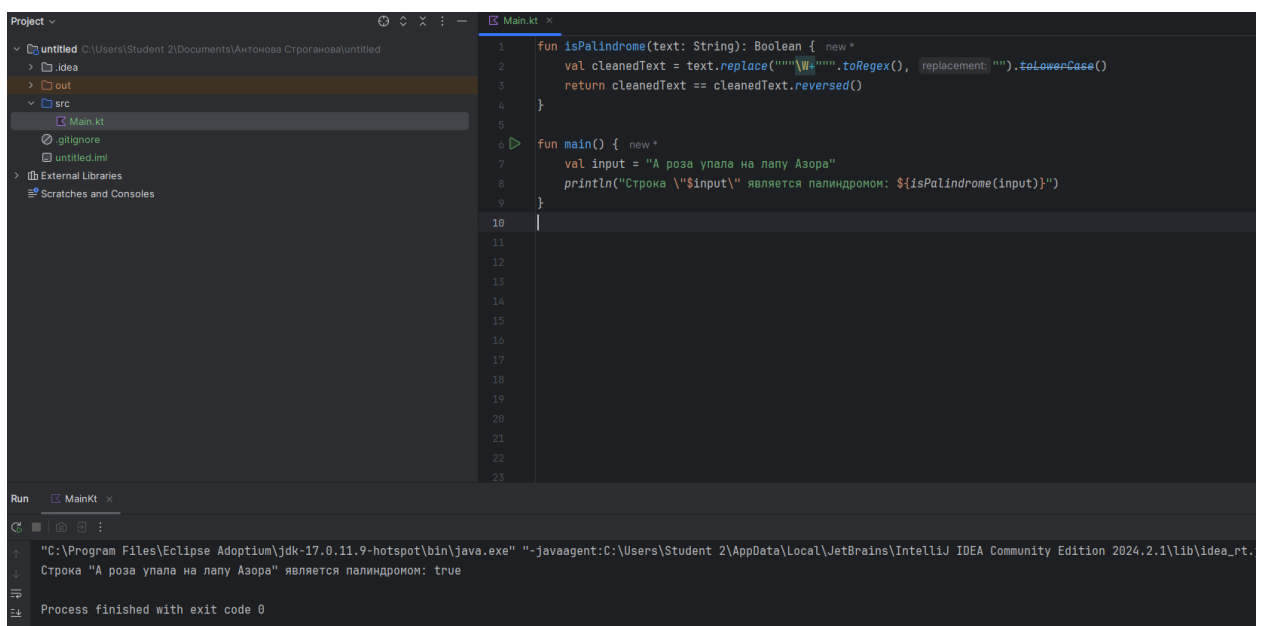 Project
Main.kt
untitled C:\Users\Student 2\Documents\Антонова Строганова\untitled
.idea
out
src
Main.kt
.gitignore
untitled.iml
External Libraries
Scratches and Consoles
1 fun isPalindrome(text: String): Boolean { new *
2 val cleanedText = text.replace("""\W+""".toRegex(), replacement: "").toLowerCase()
3 return cleanedText == cleanedText.reversed()
4 }
5
6 fun main() { new *
7 val input = "А роза упала на лапу Азора"
8 println("Строка \"$input\" является палиндромом: ${isPalindrome(input)}")
9 }
10
11
12
13
14
15
16
17
18
19
20
21
22
23
Run MainKt
"C:\Program Files\Eclipse Adoptium\jdk-17.0.11.9-hotspot\bin\java.exe" "-javaagent:C:\Users\Student 2\AppData\Local\JetBrains\IntelliJ IDEA Community Edition 2024.2.1\lib\idea_rt.
Строка "А роза упала на лапу Азора" является палиндромом: true
Process finished with exit code 0